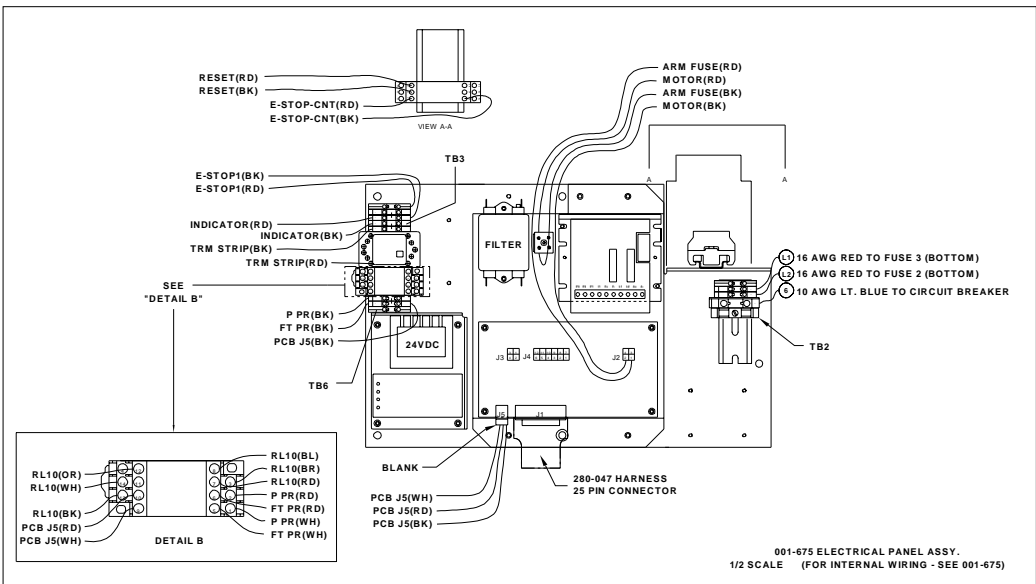 RESET(RD)
RESET(BK)
E-STOP-CNT(RD)
E-STOP-CNT(BK)
VIEW A-A
ARM FUSE(RD)
MOTOR(RD)
ARM FUSE(BK)
MOTOR(BK)
TB3
A
A
E-STOP1(BK)
E-STOP1(RD)
INDICATOR(RD)
INDICATOR(BK)
TRM STRIP(BK)
TRM STRIP(RD)
FILTER
L1 16 AWG RED TO FUSE 3 (BOTTOM)
L2 16 AWG RED TO FUSE 2 (BOTTOM)
6 10 AWG LT. BLUE TO CIRCUIT BREAKER
SEE
"DETAIL B"
P PR(BK)
FT PR(BK)
PCB J5(BK)
24VDC
TB2
J3
J4
J2
TB6
J5
J1
BLANK
280-047 HARNESS
25 PIN CONNECTOR
PCB J5(WH)
PCB J5(RD)
PCB J5(BK)
RL10(OR)
RL10(WH)
RL10(BK)
PCB J5(RD)
PCB J5(WH)
RL10(BL)
RL10(BR)
RL10(RD)
P PR(RD)
FT PR(RD)
P PR(WH)
FT PR(WH)
DETAIL B
001-675 ELECTRICAL PANEL ASSY.
1/2 SCALE (FOR INTERNAL WIRING - SEE 001-675)